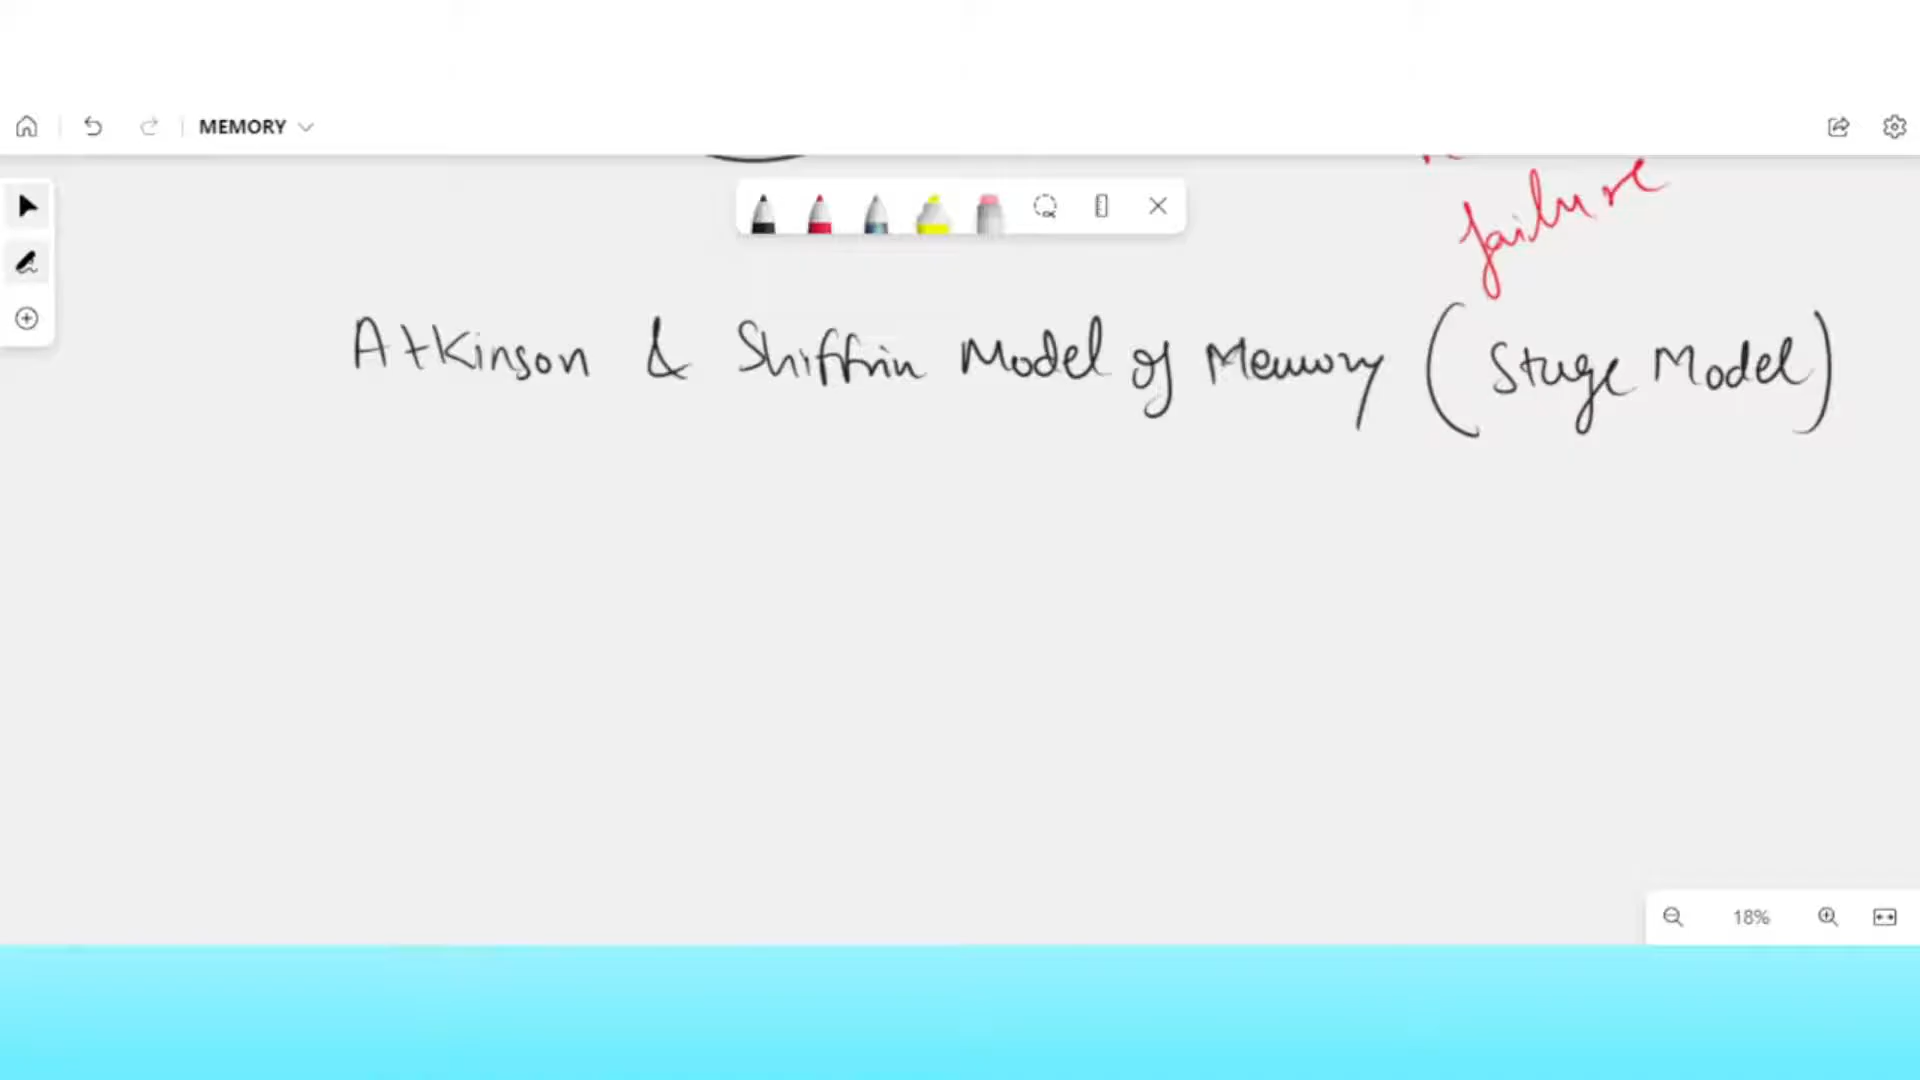 MEMORY
failure
Atkinson & Shiffrin Model of Memory (Stage Model)
18%